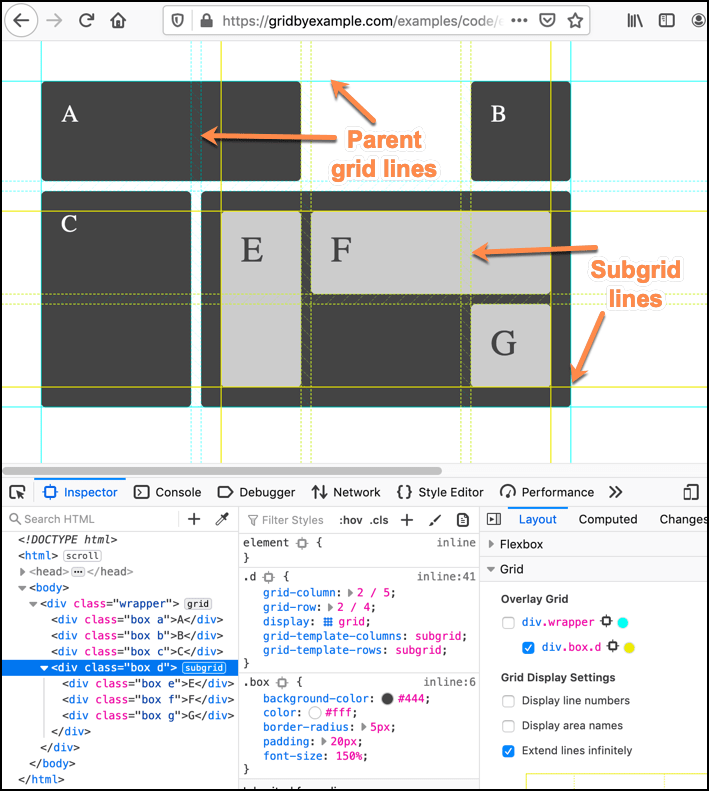 https://gridbyexample.com/examples/code/
A
B
Parent
grid lines
C
E
F
Subgrid
lines
G
Inspector
Console
Debugger
Network
Style Editor
Performance
Search HTML
Filter Styles
:hov .cls
Layout
Computed
Changes
<!DOCTYPE html>
<html> scroll
<head> ••• </head>
<body>
<div class="wrapper"> grid
<div class="box a">A</div>
<div class="box b">B</div>
<div class="box c">C</div>
<div class="box d"> subgrid
<div class="box e">E</div>
<div class="box f">F</div>
<div class="box g">G</div>
</div>
</div>
</body>
</html>
element { inline
}
.d { inline:41
grid-column: 2 / 5;
grid-row: 2 / 4;
display: grid;
grid-template-columns: subgrid;
grid-template-rows: subgrid;
}
.box { inline:6
background-color: #444;
color: #fff;
border-radius: 5px;
padding: 20px;
font-size: 150%;
}
Flexbox
Grid
Overlay Grid
div.wrapper
div.box.d
Grid Display Settings
Display line numbers
Display area names
Extend lines infinitely